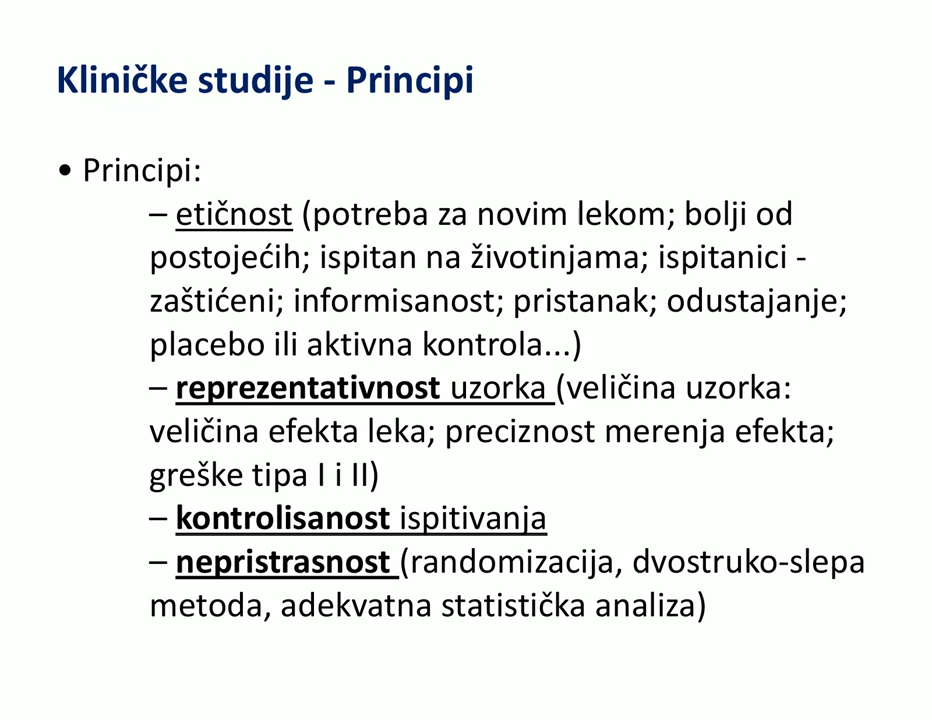 Kliničke studije - Principi
• Principi:
– etičnost (potreba za novim lekom; bolji od
postojećih; ispitan na životinjama; ispitanici -
zaštićeni; informisanost; pristanak; odustajanje;
placebo ili aktivna kontrola...)
– reprezentativnost uzorka (veličina uzorka:
veličina efekta leka; preciznost merenja efekta;
greške tipa I i II)
– kontrolisanost ispitivanja
– nepristrasnost (randomizacija, dvostruko-slepa
metoda, adekvatna statistička analiza)